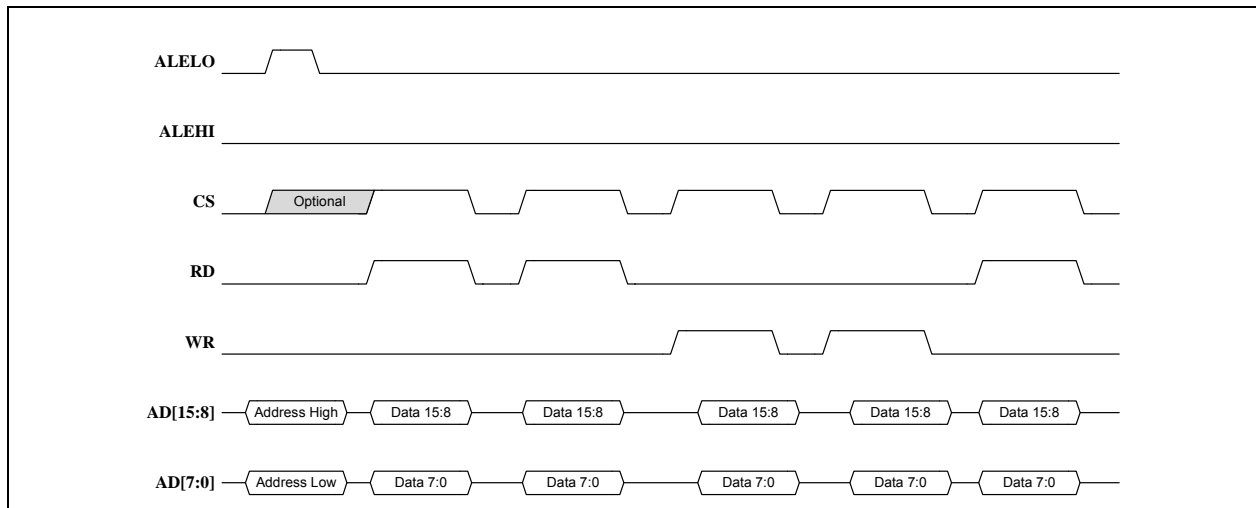 ALELO
ALEHI
CS Optional
RD
WR
AD[15:8] Address High Data 15:8 Data 15:8 Data 15:8 Data 15:8 Data 15:8
AD[7:0] Address Low Data 7:0 Data 7:0 Data 7:0 Data 7:0 Data 7:0